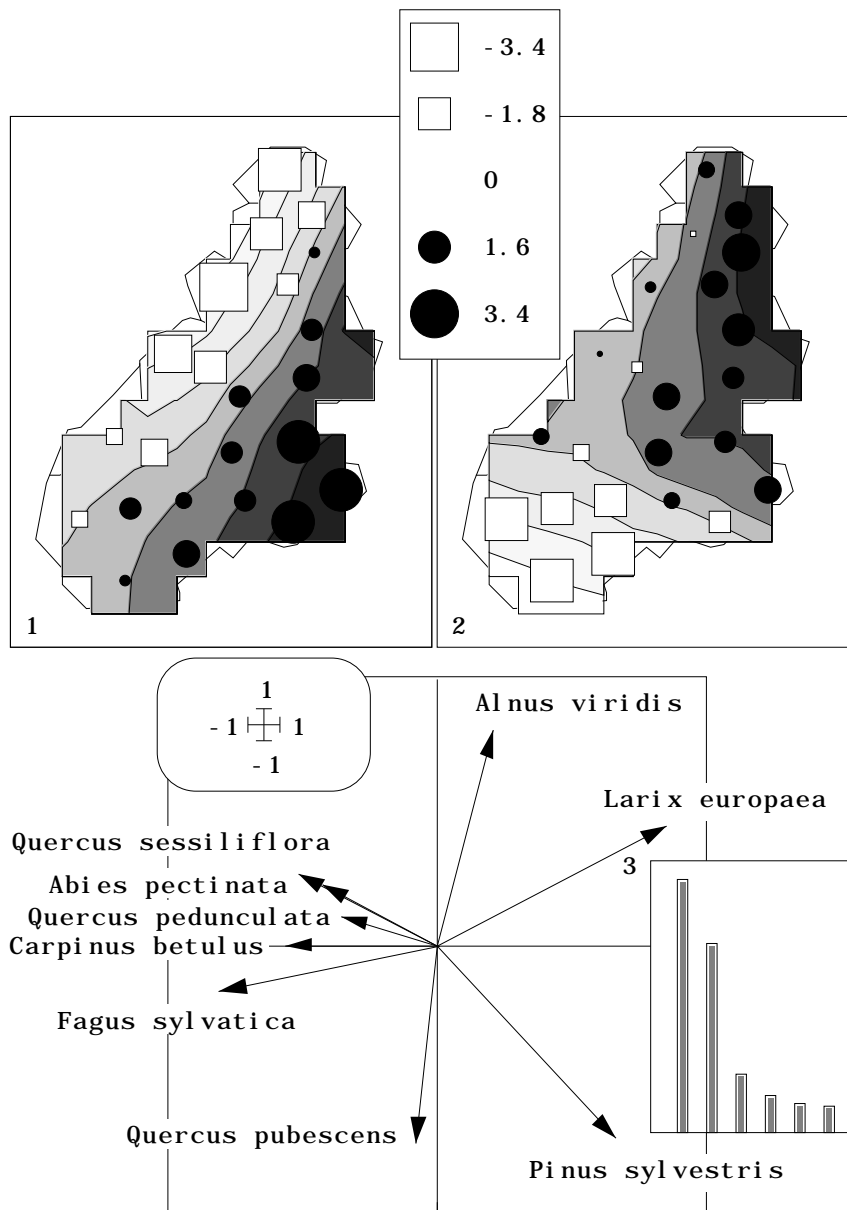 -3.4
-1.8
0
1.6
3.4
1
2
1
-1 1
-1
Alnus viridis
Larix europaea
Quercus sessiliflora
3
Abies pectinata
Quercus pedunculata
Carpinus betulus
Fagus sylvatica
Quercus pubescens
Pinus sylvestris